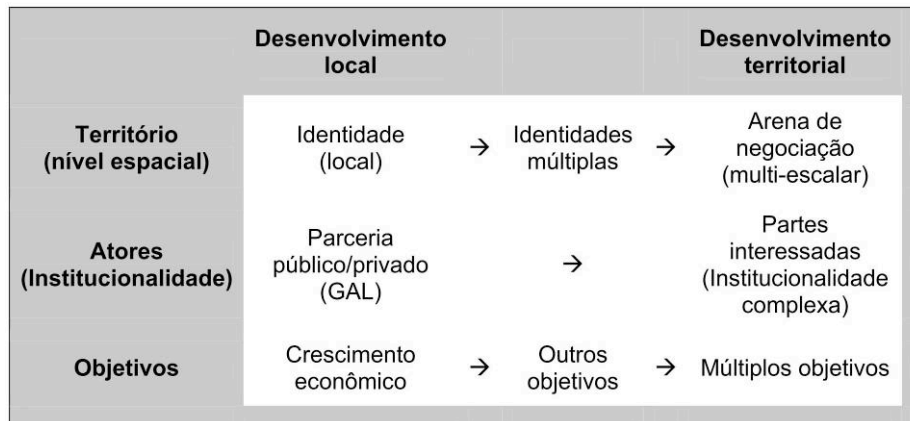 Desenvolvimento
local
Desenvolvimento
territorial
Território
(nível espacial)
Identidade
(local)
→
Identidades
múltiplas
→
Arena de
negociação
(multi-escalar)
Atores
(Institucionalidade)
Parceria
público/privado
(GAL)
→
Partes
interessadas
(Institucionalidade
complexa)
Objetivos
Crescimento
econômico
→
Outros
objetivos
→
Múltiplos objetivos